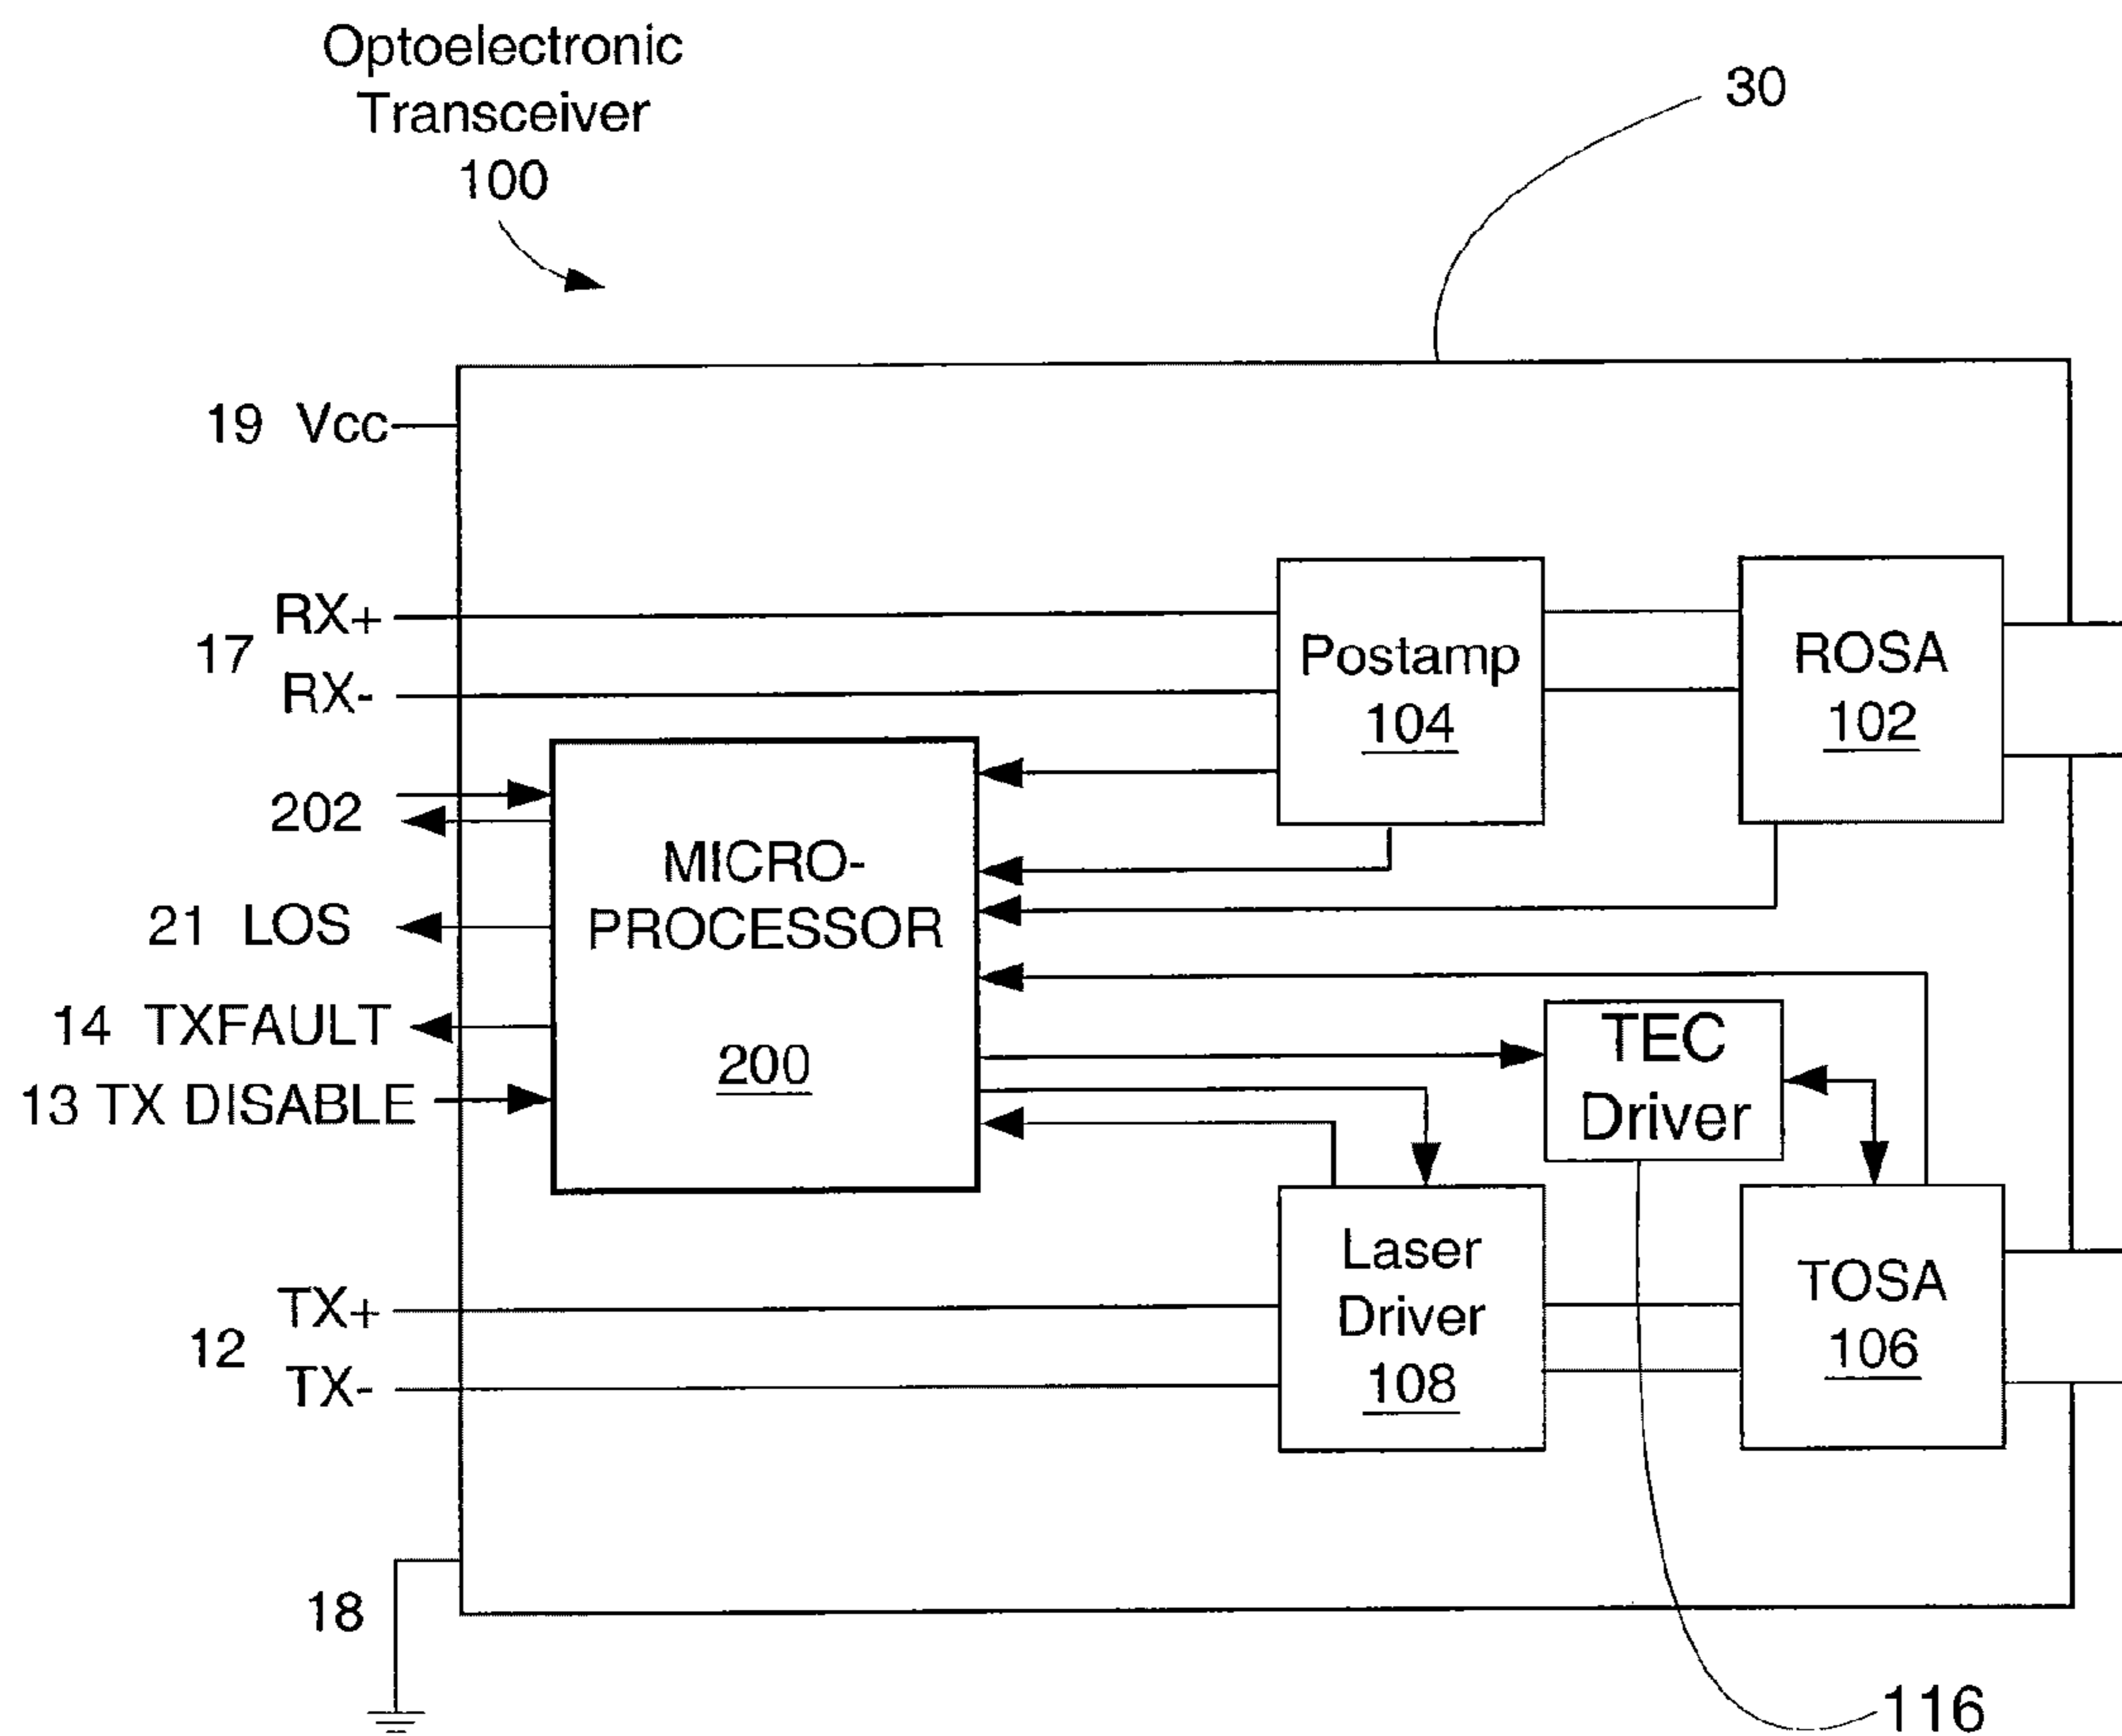 Optoelectronic
Transceiver
100
30
19 Vcc
RX+
17
RX-
Postamp
104
ROSA
102
202
MICRO-
PROCESSOR
200
21 LOS
14 TXFAULT
13 TX DISABLE
TEC
Driver
TX+
12
TX-
Laser
Driver
108
TOSA
106
18
116